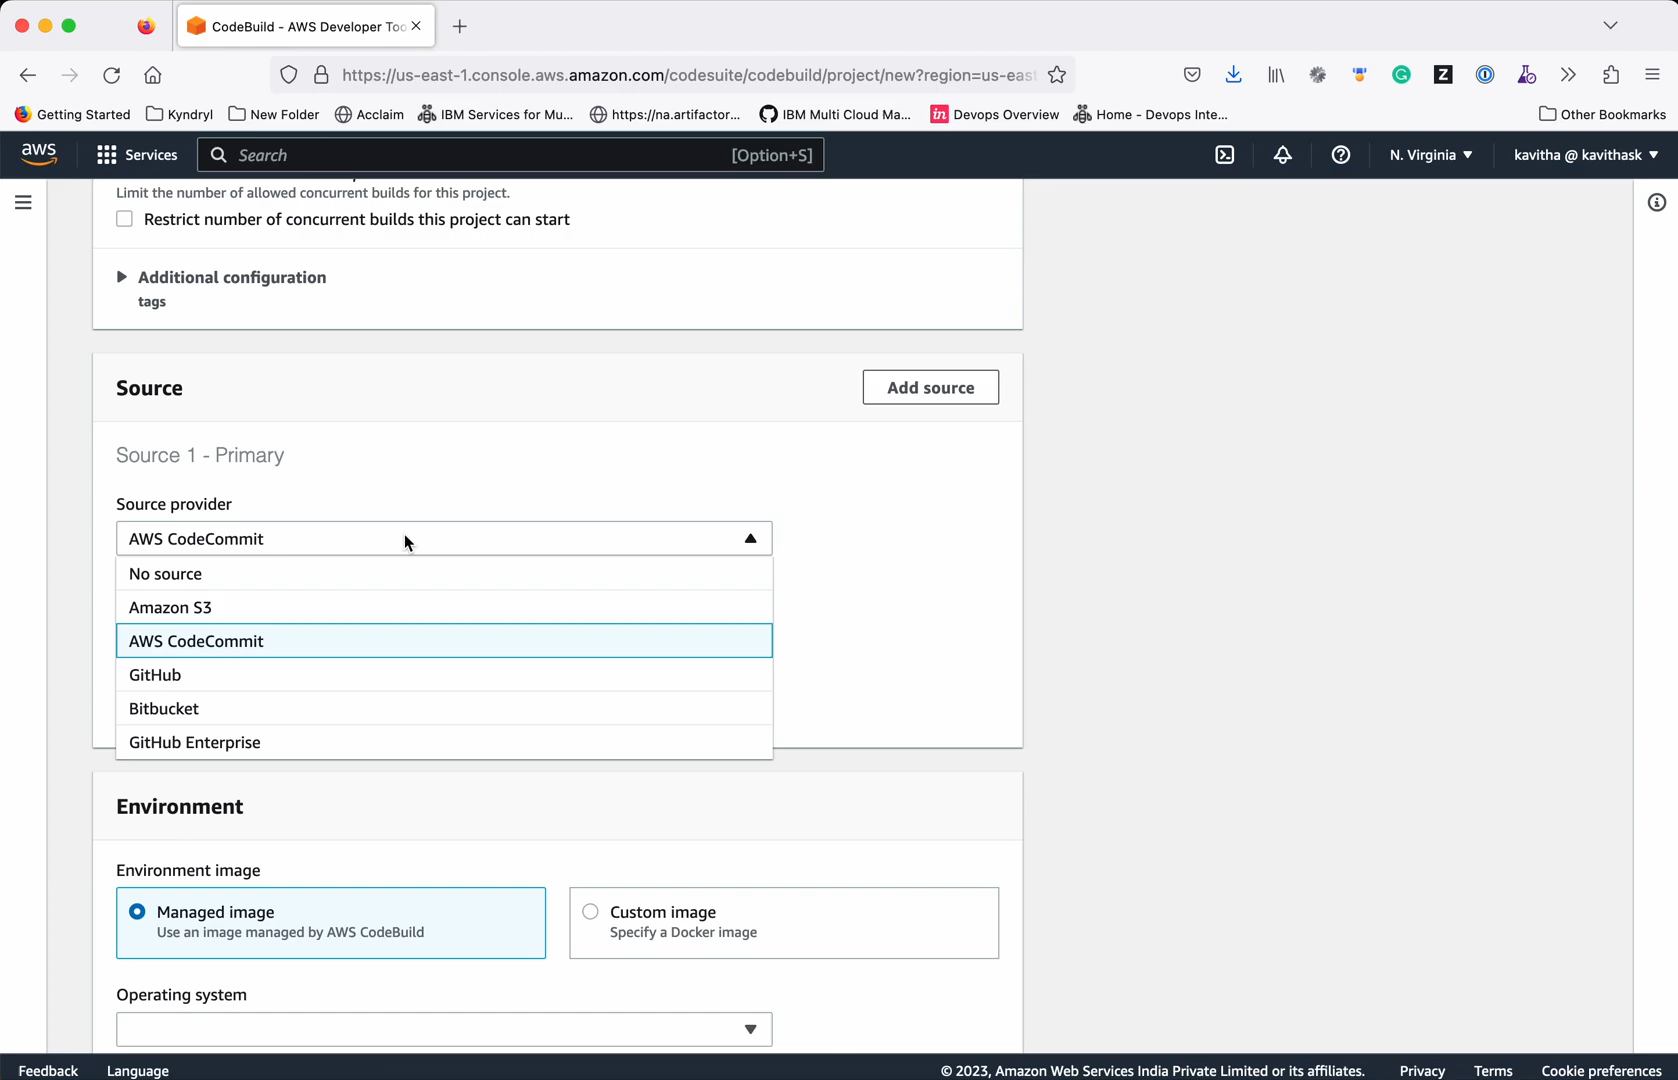 CodeBuild - AWS Developer Too
https://us-east-1.console.aws.amazon.com/codesuite/codebuild/project/new?region=us-east
Getting Started Kyndryl New Folder Acclaim IBM Services for Mu... https://na.artifactor... IBM Multi Cloud Ma... in Devops Overview Home - Devops Inte... Other Bookmarks
aws Services Search [Option+S] N. Virginia kavitha @ kavithask
Limit the number of allowed concurrent builds for this project.
Restrict number of concurrent builds this project can start
Additional configuration
tags
Source Add source
Source 1 - Primary
Source provider
AWS CodeCommit
No source
Amazon S3
AWS CodeCommit
GitHub
Bitbucket
GitHub Enterprise
Environment
Environment image
Managed image
Use an image managed by AWS CodeBuild
Custom image
Specify a Docker image
Operating system
Feedback Language © 2023, Amazon Web Services India Private Limited or its affiliates. Privacy Terms Cookie preferences